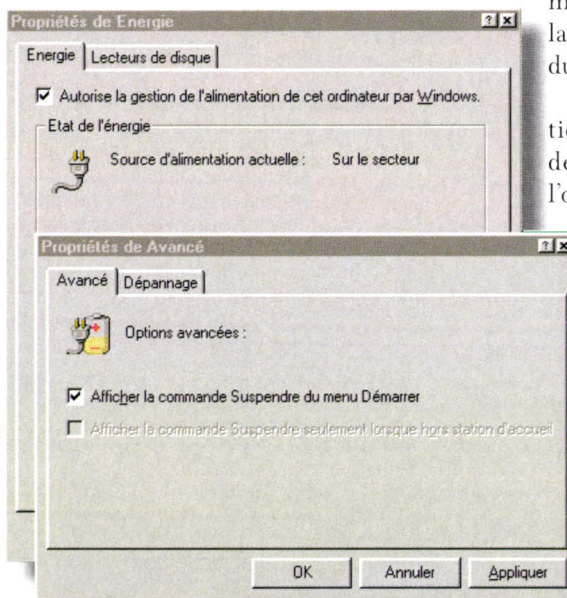 Propriétés de Energie
Energie
Lecteurs de disque
Autorise la gestion de l'alimentation de cet ordinateur par Windows.
Etat de l'énergie
Source d'alimentation actuelle :
Sur le secteur
Propriétés de Avancé
Avancé
Dépannage
Options avancées :
Afficher la commande Suspendre du menu Démarrer
Afficher la commande Suspendre seulement lorsque hors station d'accueil
OK
Annuler
Appliquer
la
du